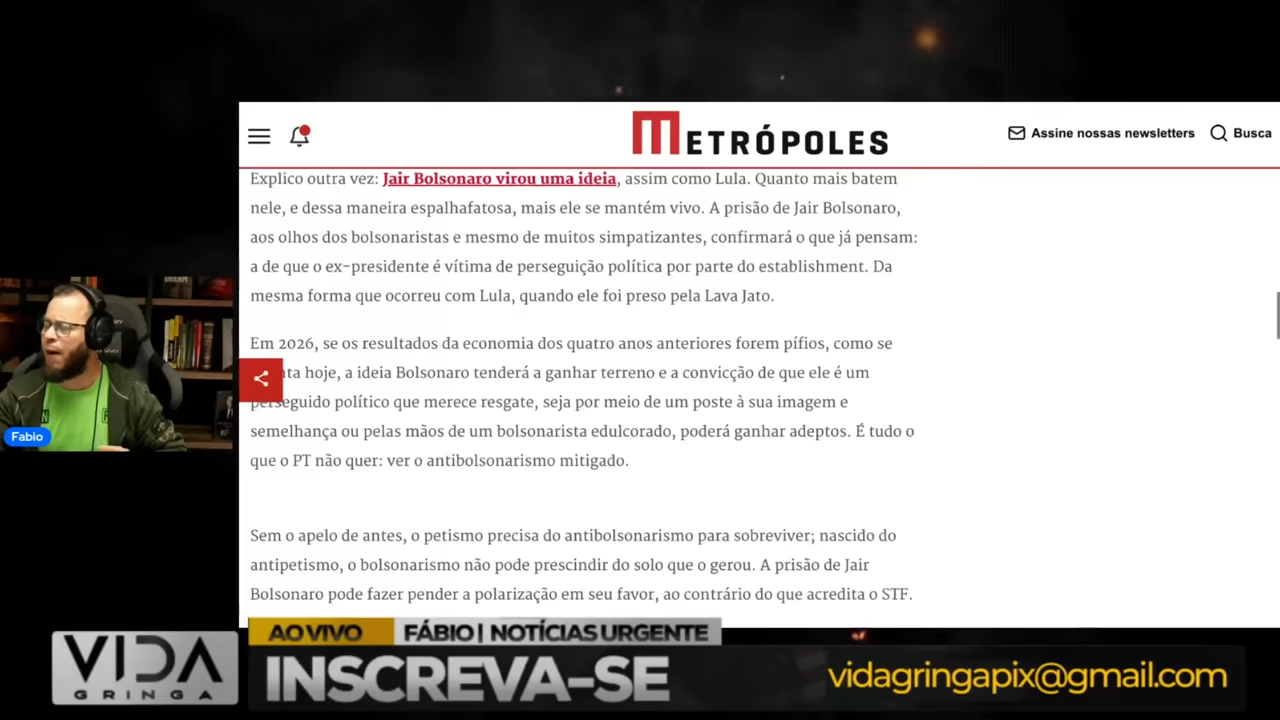 METRÓPOLES
Assine nossas newsletters
Busca
Explico outra vez: Jair Bolsonaro virou uma ideia, assim como Lula. Quanto mais batem
nele, e dessa maneira espalhafatosa, mais ele se mantém vivo. A prisão de Jair Bolsonaro,
aos olhos dos bolsonaristas e mesmo de muitos simpatizantes, confirmará o que já pensam:
a de que o ex-presidente é vítima de perseguição política por parte do establishment. Da
mesma forma que ocorreu com Lula, quando ele foi preso pela Lava Jato.
Em 2026, se os resultados da economia dos quatro anos anteriores forem pífios, como se
hoje, a ideia Bolsonaro tenderá a ganhar terreno e a convicção de que ele é um
perseguido político que merece resgate, seja por meio de um poste à sua imagem e
semelhança ou pelas mãos de um bolsonarista edulcorado, poderá ganhar adeptos. É tudo o
que o PT não quer: ver o antibolsonarismo mitigado.
Sem o apelo de antes, o petismo precisa do antibolsonarismo para sobreviver; nascido do
antipetismo, o bolsonarismo não pode prescindir do solo que o gerou. A prisão de Jair
Bolsonaro pode fazer pender a polarização em seu favor, ao contrário do que acredita o STF.
Fabio
VIDA
GRINGA
AO VIVO
FÁBIO | NOTÍCIAS URGENTE
INSCREVA-SE
vidagringapix@gmail.com